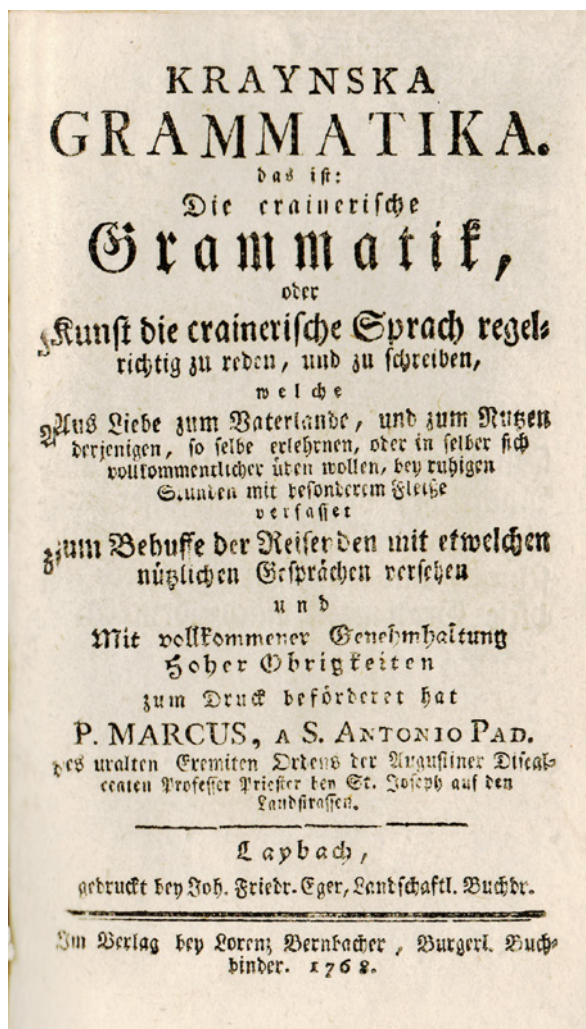 KRAYNSKA
GRAMMATIKA.
das ist:
Die crainerische
Grammatik,
oder
Kunst die crainerische Sprach regel-
richtig zu reden, und zu schreiben,
welche
Aus Liebe zum Vaterlande, und zum Nutzen
derjenigen, so selbe erlehrnen, oder in selber sich
vollkommentlicher üben wollen, bey ruhigen
Stunden mit besonderem Fleiße
verfasset
zum Behuffe der Reisenden mit etwelchen
nützlichen Gesprächen versehen
und
Mit vollkommener Genehmhaltung
Hoher Obrigkeiten
zum Druck beförderet hat
P. MARCUS, A S. ANTONIO PAD.
des uralten Eremiten Ordens der Augustiner Discal-
ceaten Professer Priester bey St. Joseph auf den
Landstrassen.
Laybach,
gedruckt bey Joh. Friedr. Eger, Landschaftl. Buchdr.
Im Verlag bey Lorenz Bernbacher, Burgerl. Buch-
binder. 1768.